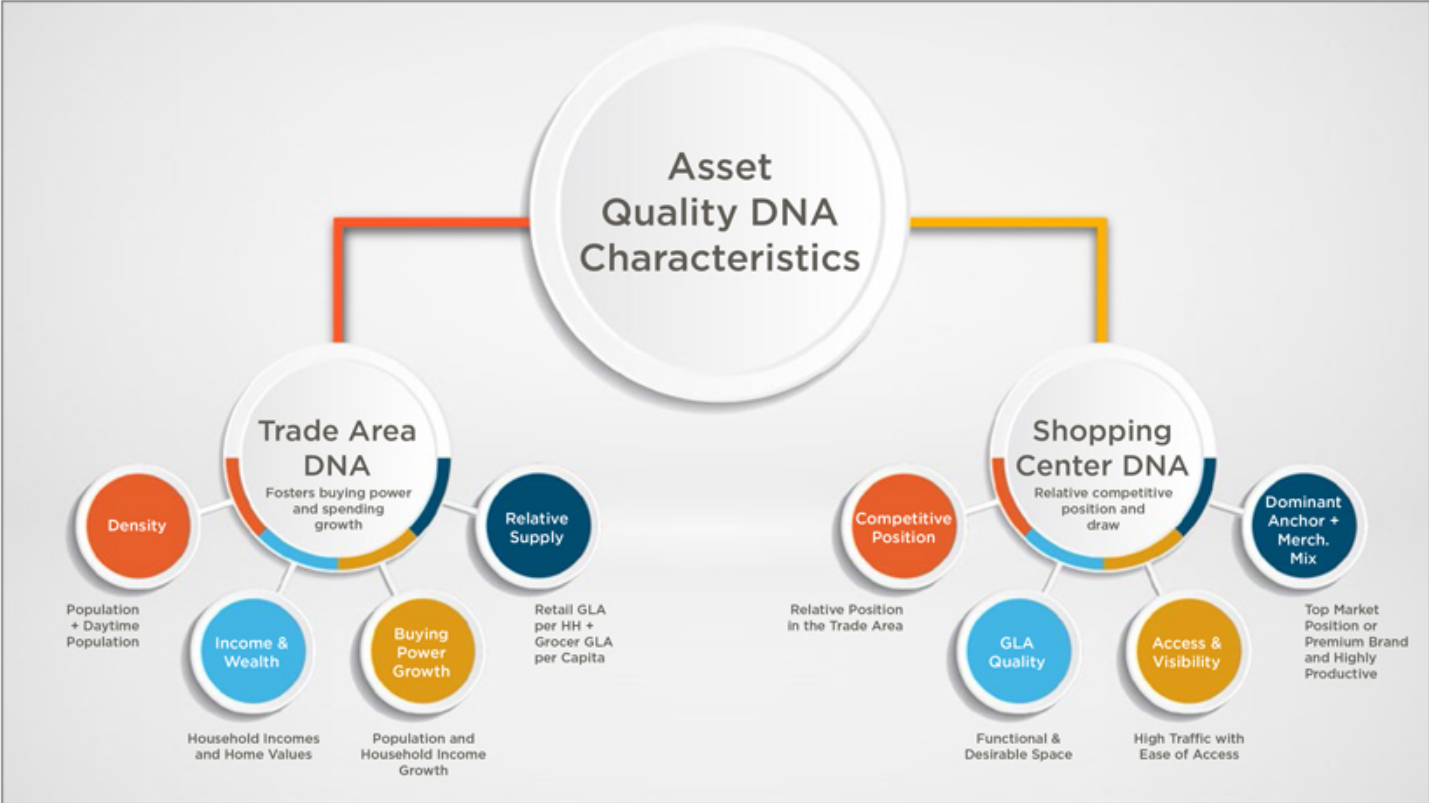 Asset
Quality DNA
Characteristics
Trade Area
DNA
Fosters buying power
and spending
growth
Density
Population
+ Daytime
Population
Income &
Wealth
Household Incomes
and Home Values
Buying
Power
Growth
Population and
Household Income
Growth
Relative
Supply
Retail GLA
per HH +
Grocer GLA
per Capita
Shopping
Center DNA
Relative competitive
position and
draw
Competitive
Position
Relative Position
in the Trade Area
GLA
Quality
Functional &
Desirable Space
Access &
Visibility
High Traffic with
Ease of Access
Dominant
Anchor +
Merch.
Mix
Top Market
Position or
Premium Brand
and Highly
Productive